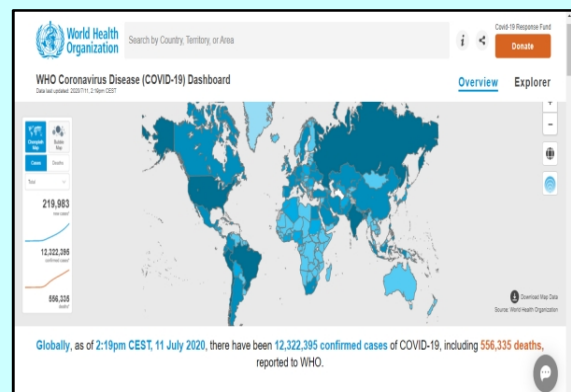 World Health
Organization
Search by Country, Territory, or Area
Covid-19 Response Fund
Donate
WHO Coronavirus Disease (COVID-19) Dashboard
Data last updated: 2020/7/11, 2:19pm CEST
Overview
Explorer
Choropleth
Map
Bubble
Map
Cases
Deaths
Total
219,983
new cases
12,322,395
confirmed cases
556,335
deaths
Download Map Data
Source: World Health Organization
Globally, as of 2:19pm CEST, 11 July 2020, there have been 12,322,395 confirmed cases of COVID-19, including 556,335 deaths,
reported to WHO.